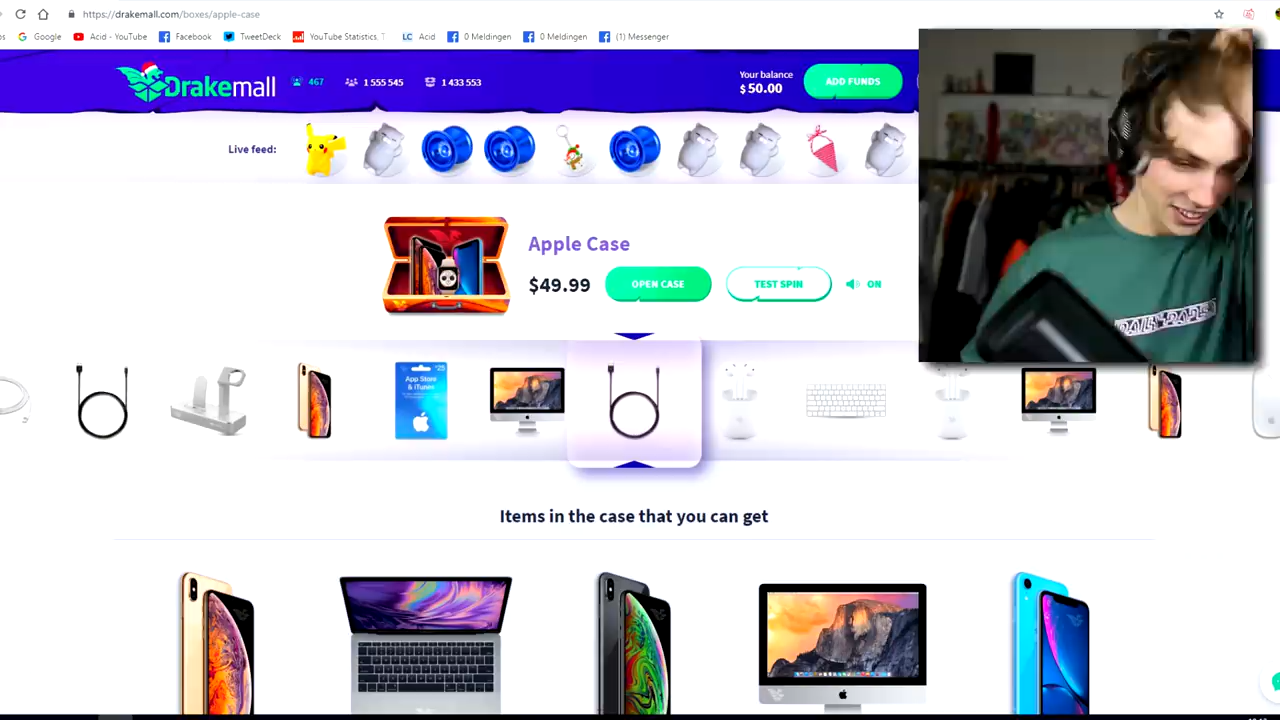 https://drakemall.com/boxes/apple-case
Google
Acid - YouTube
Facebook
TweetDeck
YouTube Statistics, T
LC Acid
0 Meldingen
0 Meldingen
(1) Messenger
Drakemall
467
1 555 545
1 433 553
Your balance
$ 50.00
ADD FUNDS
Live feed:
Apple Case
$49.99
OPEN CASE
TEST SPIN
ON
App Store
& iTunes
$25
Items in the case that you can get